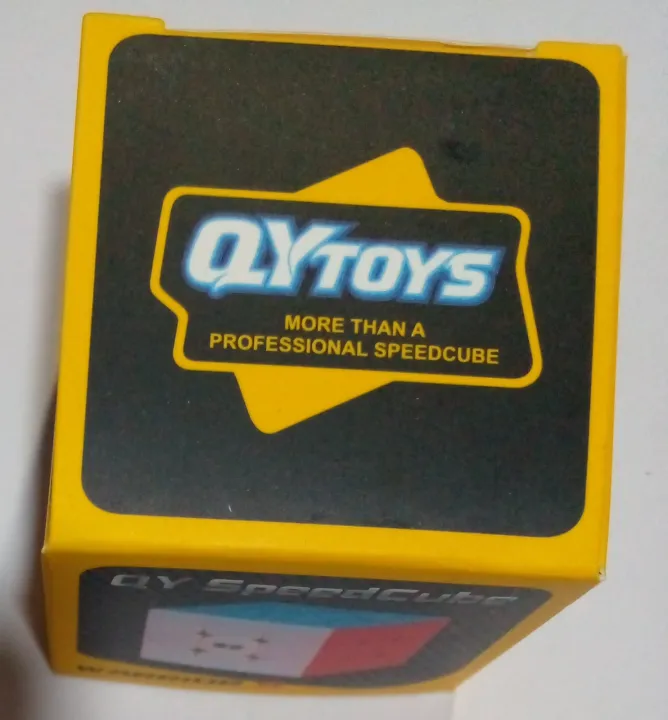 QYTOYS
MORE THAN A
PROFESSIONAL SPEEDCUBE
QY SpeedCube